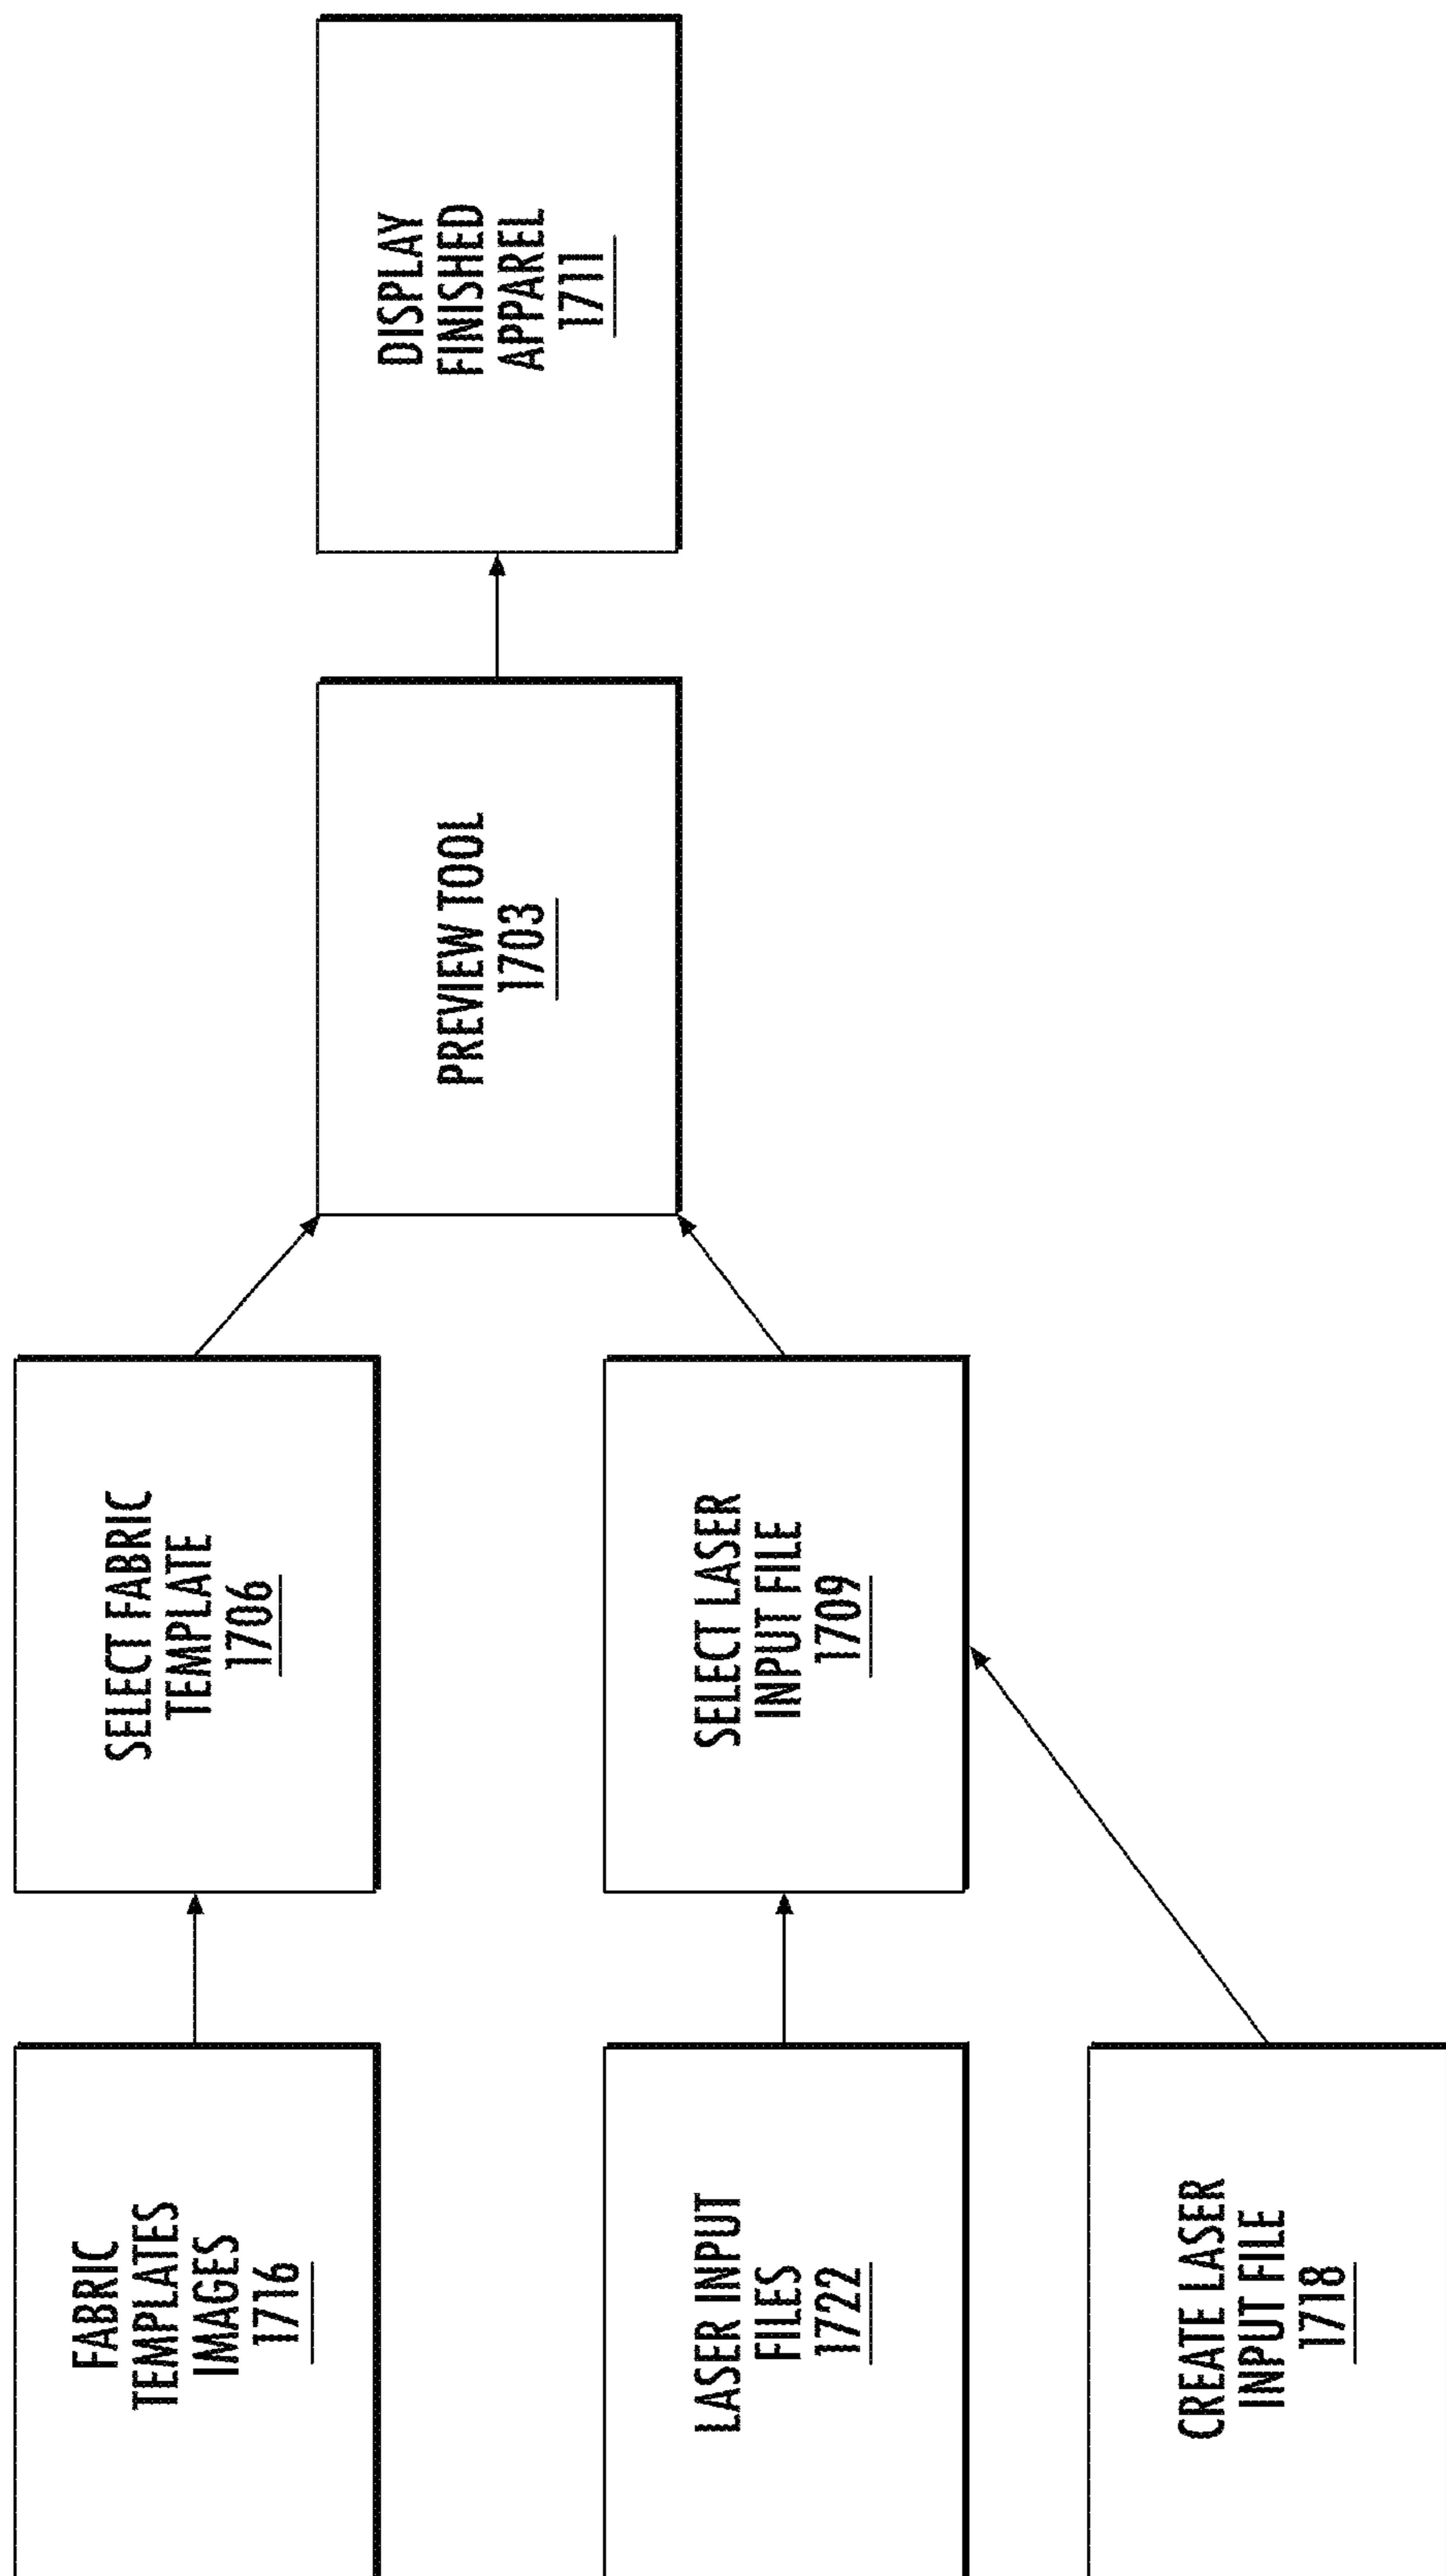 FABRIC
TEMPLATES
IMAGES
1716
SELECT FABRIC
TEMPLATE
1706
PREVIEW TOOL
1703
DISPLAY
FINISHED
APPAREL
1711
LASER INPUT
FILES
1722
SELECT LASER
INPUT FILE
1709
CREATE LASER
INPUT FILE
1718